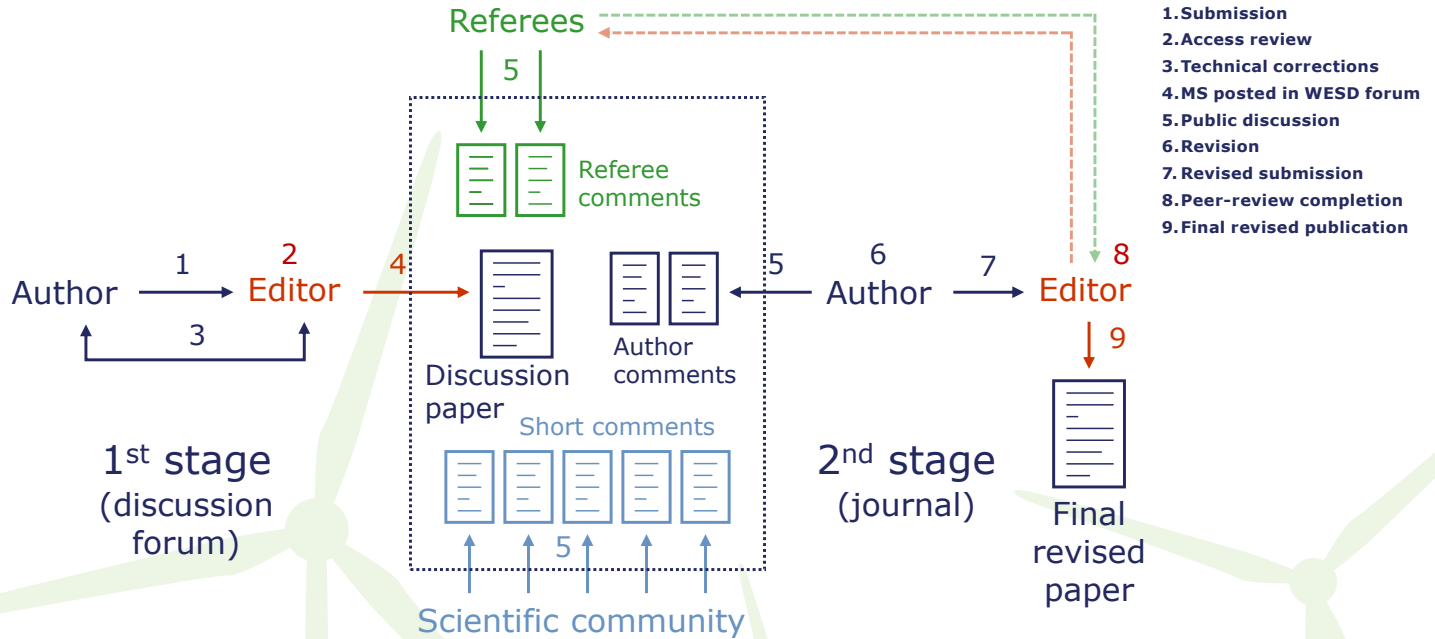 Referees
5
Referee
comments
1
2
4
Author
Editor
3
Discussion
paper
5
6
7
8
Author
Editor
Author
comments
9
Short comments
5
Scientific community
1st stage
(discussion
forum)
2nd stage
(journal)
Final
revised
paper
1.Submission
2.Access review
3.Technical corrections
4.MS posted in WESD forum
5.Public discussion
6.Revision
7.Revised submission
8.Peer-review completion
9.Final revised publication